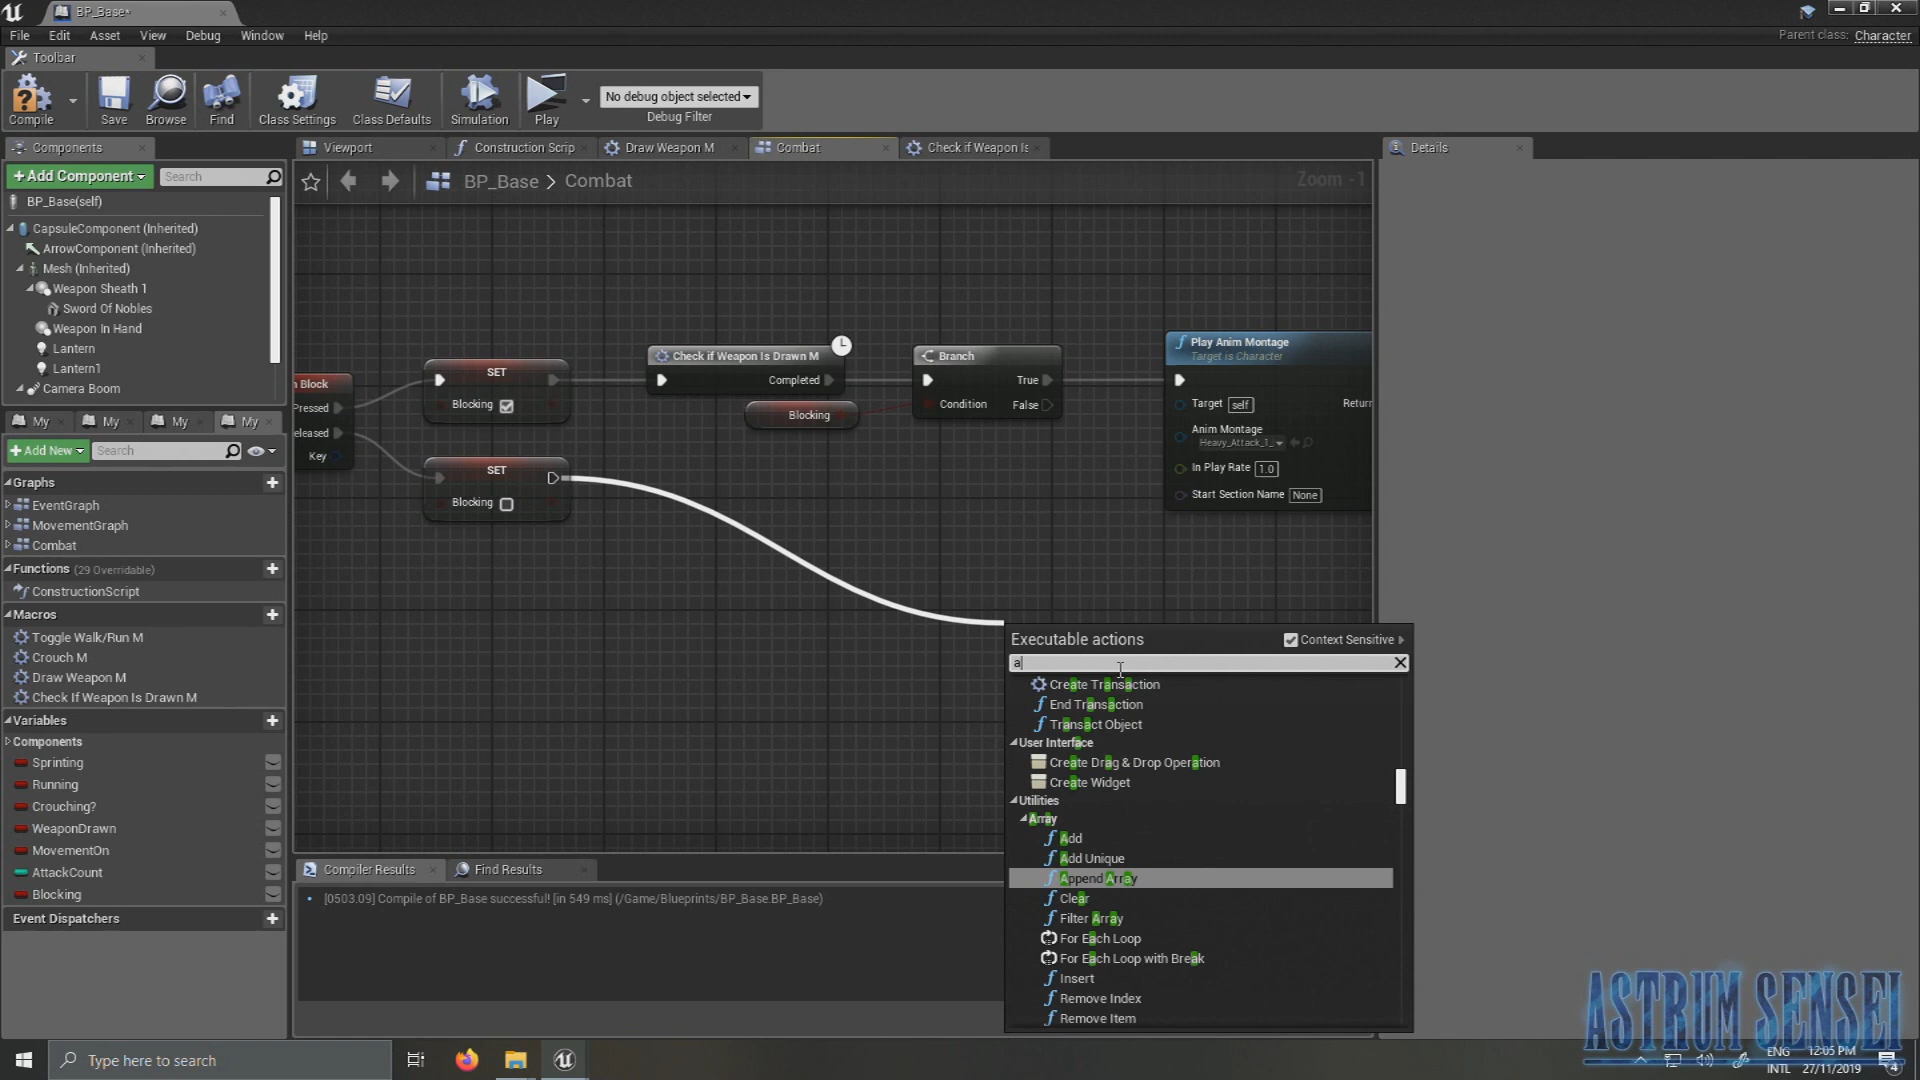 BP_Base*
File Edit Asset View Debug Window Help
Parent class: Character
Toolbar
Compile Save Browse Find Class Settings Class Defaults Simulation Play
No debug object selected
Debug Filter
Components
Viewport Construction Scrip Draw Weapon M Combat Check if Weapon Is Details
+Add Component Search
BP_Base > Combat
Zoom -1
BP_Base(self)
CapsuleComponent (Inherited)
ArrowComponent (Inherited)
Mesh (Inherited)
Weapon Sheath 1
Sword Of Nobles
Weapon In Hand
Lantern
Lantern1
Camera Boom
My My My My
+Add New Search
Graphs
EventGraph
MovementGraph
Combat
Functions (29 Overridable)
ConstructionScript
Macros
Toggle Walk/Run M
Crouch M
Draw Weapon M
Check If Weapon Is Drawn M
Variables
Components
Sprinting
Running
Crouching?
WeaponDrawn
MovementOn
AttackCount
Blocking
Event Dispatchers
n Block
Pressed
eleased
Key
SET
Blocking
SET
Blocking
Check if Weapon Is Drawn M
Completed
Blocking
Branch
True
Condition False
Play Anim Montage
Target is Character
Target self Return
Anim Montage
Heavy_Attack_1_
In Play Rate 1.0
Start Section Name None
Executable actions
Context Sensitive
a
Create Transaction
End Transaction
Transact Object
User Interface
Create Drag & Drop Operation
Create Widget
Utilities
Array
Add
Add Unique
Append Array
Clear
Filter Array
For Each Loop
For Each Loop with Break
Insert
Remove Index
Remove Item
Compiler Results Find Results
[0503.09] Compile of BP_Base successful! [in 549 ms] (/Game/Blueprints/BP_Base.BP_Base)
ASTRUM SENSEI
Type here to search
ENG
INTL
12:05 PM
27/11/2019
4